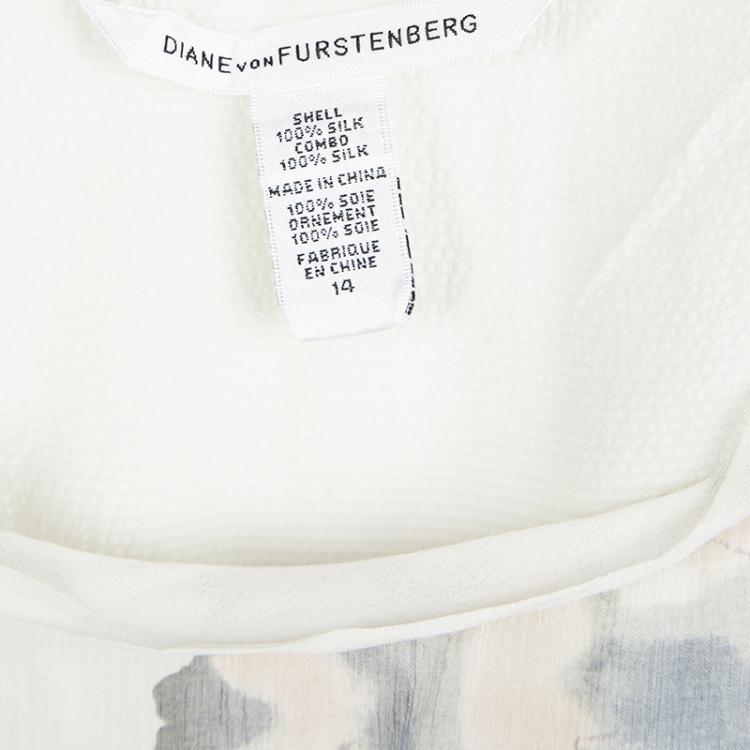 DIANE VON FURSTENBERG
SHELL
100% SILK
COMBO
100% SILK
MADE IN CHINA
100% SOIE
ORNEMENT
100% SOIE
FABRIQUE
EN CHINE
14